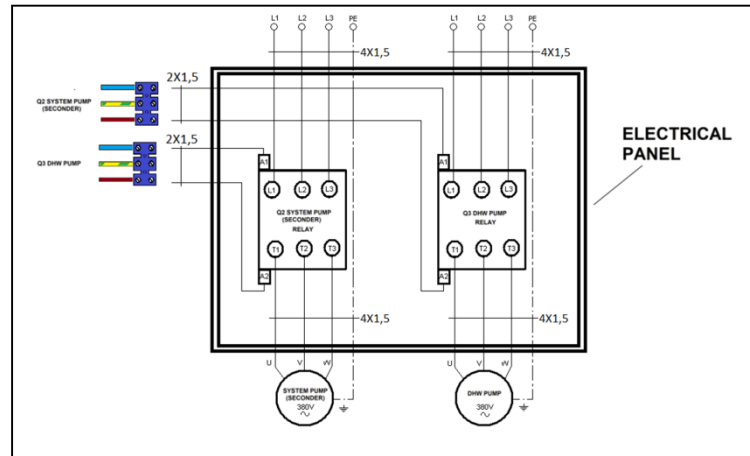 L1 L2 L3 PE L1 L2 L3 PE
4X1,5 4X1,5
2X1,5
Q2 SYSTEM PUMP
(SECONDER)
2X1,5
Q3 DHW PUMP
ELECTRICAL
PANEL
A1 A1
L1 L2 L3 L1 L2 L3
Q2 SYSTEM PUMP
(SECONDER)
RELAY
Q3 DHW PUMP
RELAY
T1 T2 T3 T1 T2 T3
A2 A2
4X1,5 4X1,5
U V W U V W
SYSTEM PUMP
(SECONDER)
380V
DHW PUMP
380V